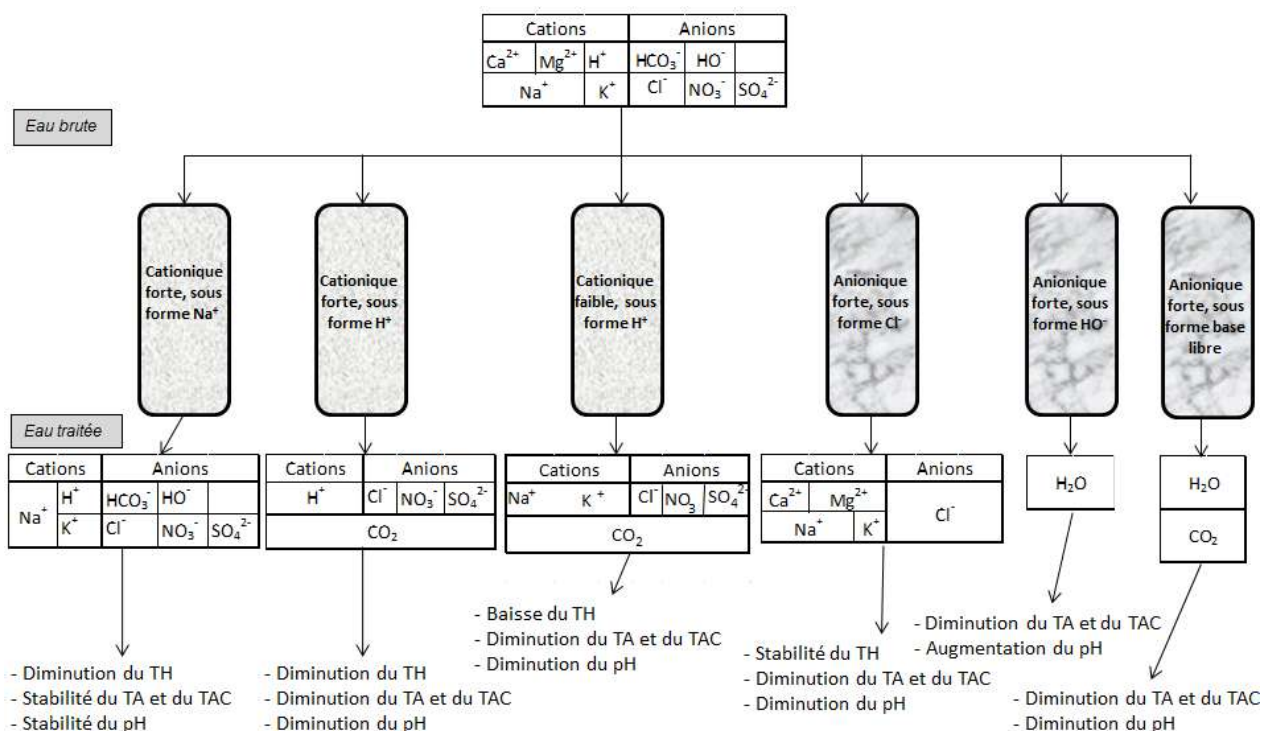 Cations Anions
Ca²⁺ Mg²⁺ H⁺ HCO₃⁻ HO⁻
Na⁺ K⁺ Cl⁻ NO₃⁻ SO₄²⁻
Eau brute
Cationique
forte, sous
forme Na⁺
Cationique
forte, sous
forme H⁺
Cationique
faible, sous
forme H⁺
Anionique
forte, sous
forme Cl⁻
Anionique
forte, sous
forme HO⁻
Anionique
forte, sous
forme base
libre
Eau traitée
Cations Anions
Na⁺ H⁺ HCO₃⁻ HO⁻
K⁺ Cl⁻ NO₃⁻ SO₄²⁻
Cations Anions
H⁺ Cl⁻ NO₃⁻ SO₄²⁻
CO₂
Cations Anions
Na⁺ K⁺ Cl⁻ NO₃ SO₄²⁻
CO₂
Cations Anions
Ca²⁺ Mg²⁺ Cl⁻
Na⁺ K⁺
H₂O
H₂O
CO₂
- Diminution du TH
- Stabilité du TA et du TAC
- Stabilité du pH
- Diminution du TH
- Diminution du TA et du TAC
- Diminution du pH
- Baisse du TH
- Diminution du TA et du TAC
- Diminution du pH
- Stabilité du TH
- Diminution du TA et du TAC
- Diminution du pH
- Diminution du TA et du TAC
- Augmentation du pH
- Diminution du TA et du TAC
- Diminution du pH